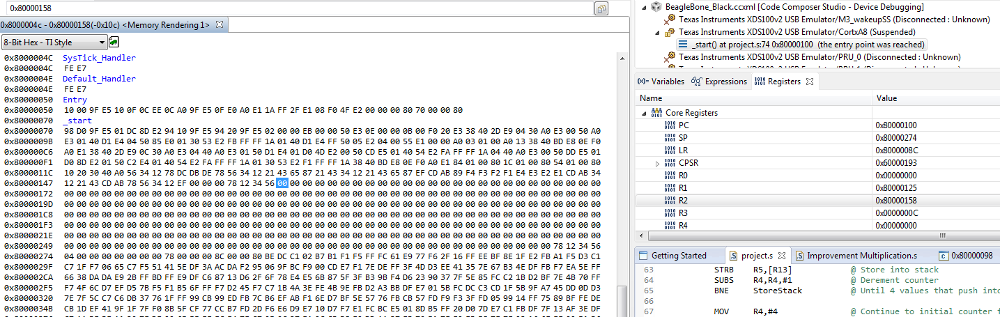 0x80000158
0x8000004c - 0x80000158(-0x10c) <Memory Rendering 1>
8-Bit Hex - TI Style
0x8000004C SysTick_Handler
0x8000004C FE E7
0x8000004E Default_Handler
0x8000004E FE E7
0x80000050 Entry
0x80000050 10 00 9F E5 10 0F 0C EE 0C A0 9F E5 0F E0 A0 E1 1A FF 2F E1 08 F0 4F E2 00 00 00 80 70 00 00 80
0x80000070 _start
0x80000070 98 D0 9F E5 01 DC 8D E2 94 10 9F E5 94 20 9F E5 02 00 00 EB 00 00 50 E3 0E 00 00 0B 00 F0 20 E3 38 40 2D E9 04 30 A0 E3 00 50 A0
0x8000009B E3 01 40 D1 E4 04 50 85 E0 01 30 53 E2 FB FF FF 1A 01 40 D1 E4 FF 50 05 E2 04 00 55 E1 00 00 A0 03 01 00 A0 13 38 40 BD E8 0E F0
0x800000C6 A0 E1 38 40 2D E9 0C 30 A0 E3 04 40 A0 E3 01 50 D1 E4 01 D0 4D E2 00 50 CD E5 01 40 54 E2 FA FF FF 1A 04 40 A0 E3 00 50 DD E5 01
0x800000F1 D0 8D E2 01 50 C2 E4 01 40 54 E2 FA FF FF 1A 01 30 53 E2 F1 FF FF 1A 38 40 BD E8 0E F0 A0 E1 84 01 00 80 1C 01 00 80 54 01 00 80
0x8000011C 10 20 30 40 A0 56 34 12 78 DC DB DE 78 56 34 12 21 43 65 87 21 43 34 12 21 43 65 87 EF CD AB 89 F4 F3 F2 F1 E4 E3 E2 E1 CD AB 34
0x80000147 12 21 43 CD AB 78 56 34 12 EF 00 00 00 78 12 34 56 00 00 00 00 00 00 00 00 00 00 00 00 00 00 00 00 00 00 00 00 00 00 00 00 00 00
0x80000172 00 00 00 00 00 00 00 00 00 00 00 00 00 00 00 00 00 00 00 00 00 00 00 00 00 00 00 00 00 00 00 00 00 00 00 00 00 00 00 00 00 00 00
0x8000019D 00 00 00 00 00 00 00 00 00 00 00 00 00 00 00 00 00 00 00 00 00 00 00 00 00 00 00 00 00 00 00 00 00 00 00 00 00 00 00 00 00 00 00
0x800001C8 00 00 00 00 00 00 00 00 00 00 00 00 00 00 00 00 00 00 00 00 00 00 00 00 00 00 00 00 00 00 00 00 00 00 00 00 00 00 00 00 00 00 00
0x800001F3 00 00 00 00 00 00 00 00 00 00 00 00 00 00 00 00 00 00 00 00 00 00 00 00 00 00 00 00 00 00 00 00 00 00 00 00 00 00 00 00 00 00 00
0x8000021E 00 00 00 00 00 00 00 00 00 00 00 00 00 00 00 00 00 00 00 00 00 00 00 00 00 00 00 00 00 00 00 00 00 00 00 00 00 00 00 00 00 00 00
0x80000249 00 00 00 00 00 00 00 00 00 00 00 00 00 00 00 00 00 00 00 00 00 00 00 00 00 00 00 00 00 00 00 00 00 00 00 00 00 00 00 78 12 34 56
0x80000274 04 00 00 00 00 00 00 00 78 00 00 00 8C 00 00 80 BE DC C1 02 B7 B1 F1 F5 FF FC 61 E9 77 F6 2F 16 FF EE BF 8E 1F E2 FB A1 F5 D3 C1
0x8000029F C7 1F F7 06 65 C7 F5 51 41 5E DF 3A AC DA F2 95 06 9F BC F9 00 CD E7 F1 7E DE FF 3F 4D D3 EE 41 35 7E 67 B3 4E DF FB F7 EA 5E FF
0x800002CA 66 38 DA DA E9 2B FF BD FF E9 DF C6 87 13 D6 2F 6F 78 E4 E5 6B 87 5F 3F B3 9B F4 D6 23 90 37 7F 5E 85 FC C2 1B D2 BF 7E 4B 70 FF
0x800002F5 F7 4F 6C D7 EF D5 7B F5 F1 B5 6F FF F7 D2 45 F7 C7 1B 4A 3E FE 4B 9E FB D2 A3 BB DF E7 01 5B FC DC C3 CD 1F 5B 9F A7 45 DD 0D D3
0x80000320 7E 7F 5C C7 C6 DB 37 76 1F FF 99 CB 99 ED FB 7C B6 EF AB F1 6E D7 BF 5E 57 76 FB CB 57 FD F9 F3 3F FD 05 99 14 FF 75 89 BF FE DE
0x8000034B CB 1D EF 41 9F 1F 7F F0 8B 5F CF 77 CC B7 FD 2D F6 E6 D9 E7 10 D7 F7 E1 FC BC E5 01 8D B5 FF 20 D0 7D E7 C1 FB DF 7F 13 AF 3E DF
BeagleBone_Black.ccxml [Code Composer Studio - Device Debugging]
Texas Instruments XDS100v2 USB Emulator/M3_wakeupSS (Disconnected : Unknown)
Texas Instruments XDS100v2 USB Emulator/CortxA8 (Suspended)
_start() at project.s:74 0x80000100 (the entry point was reached)
Texas Instruments XDS100v2 USB Emulator/PRU_0 (Disconnected : Unknown)
Variables Expressions Registers
Name Value
Core Registers
PC 0x80000100
SP 0x80000274
LR 0x8000008C
CPSR 0x60000193
R0 0x00000000
R1 0x80000125
R2 0x80000158
R3 0x0000000C
R4 0x00000000
Getting Started project.s Improvement Multiplication.s 0x80000098
63 STRB R5,[R13] @ Store into stack
64 SUBS R4,R4,#1 @ Derement counter
65 BNE StoreStack @ Until 4 values that push into
66
67 MOV R4,#4 @ Continue to initial counter f